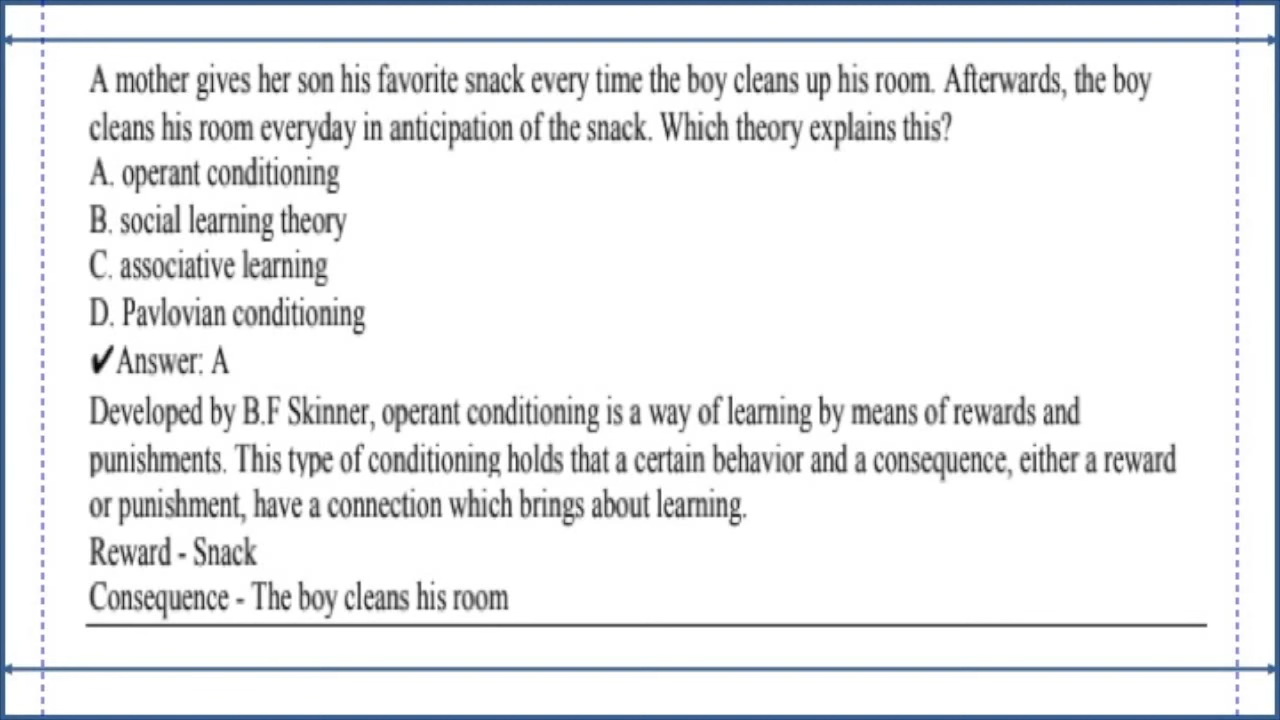 A mother gives her son his favorite snack every time the boy cleans up his room. Afterwards, the boy
cleans his room everyday in anticipation of the snack. Which theory explains this?
A. operant conditioning
B. social learning theory
C. associative learning
D. Pavlovian conditioning
✔Answer: A
Developed by B.F Skinner, operant conditioning is a way of learning by means of rewards and
punishments. This type of conditioning holds that a certain behavior and a consequence, either a reward
or punishment, have a connection which brings about learning.
Reward - Snack
Consequence - The boy cleans his room